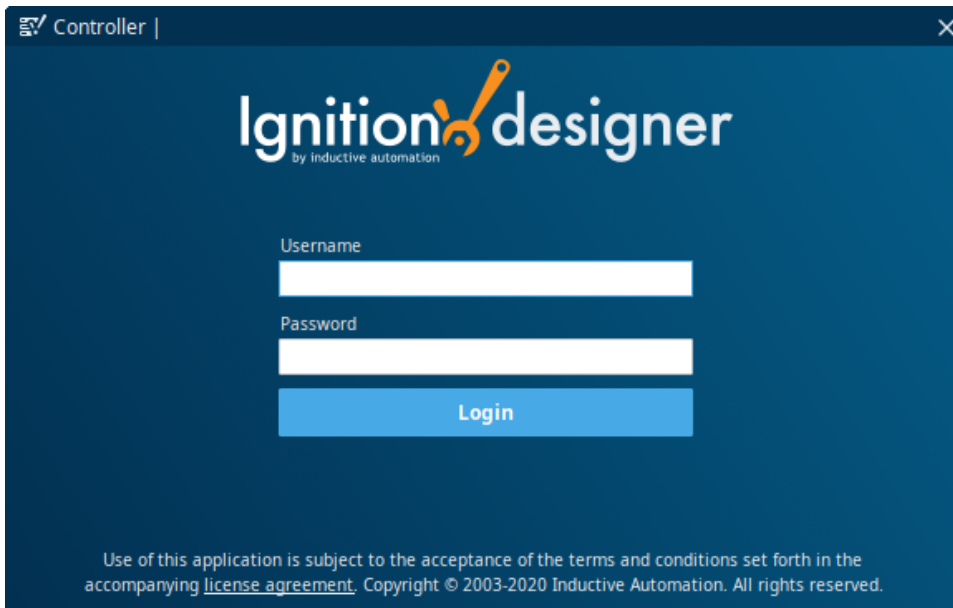 Controller |
Ignition designer
by inductive automation
Username
Password
Login
Use of this application is subject to the acceptance of the terms and conditions set forth in the
accompanying license agreement. Copyright © 2003-2020 Inductive Automation. All rights reserved.